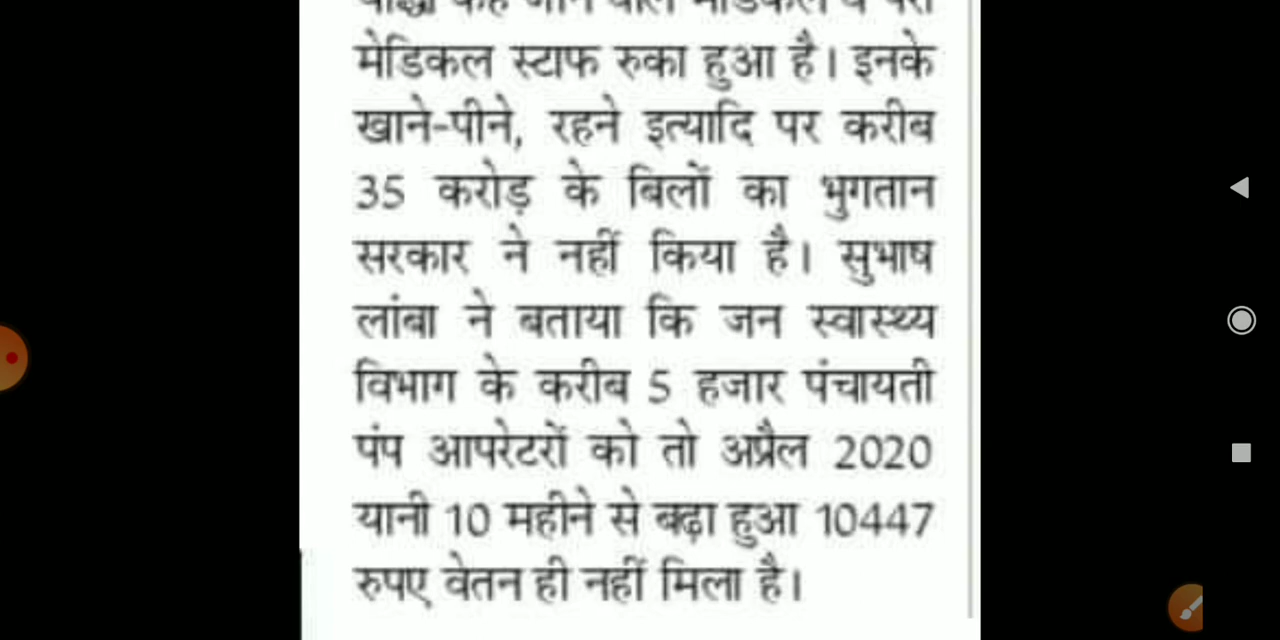 मेडिकल स्टाफ रुका हुआ है। इनके
खाने-पीने, रहने इत्यादि पर करीब
35 करोड़ के बिलों का भुगतान
सरकार ने नहीं किया है। सुभाष
लांबा ने बताया कि जन स्वास्थ्य
विभाग के करीब 5 हजार पंचायती
पंप आपरेटरों को तो अप्रैल 2020
यानी 10 महीने से बढ़ा हुआ 10447
रुपए वेतन ही नहीं मिला है।